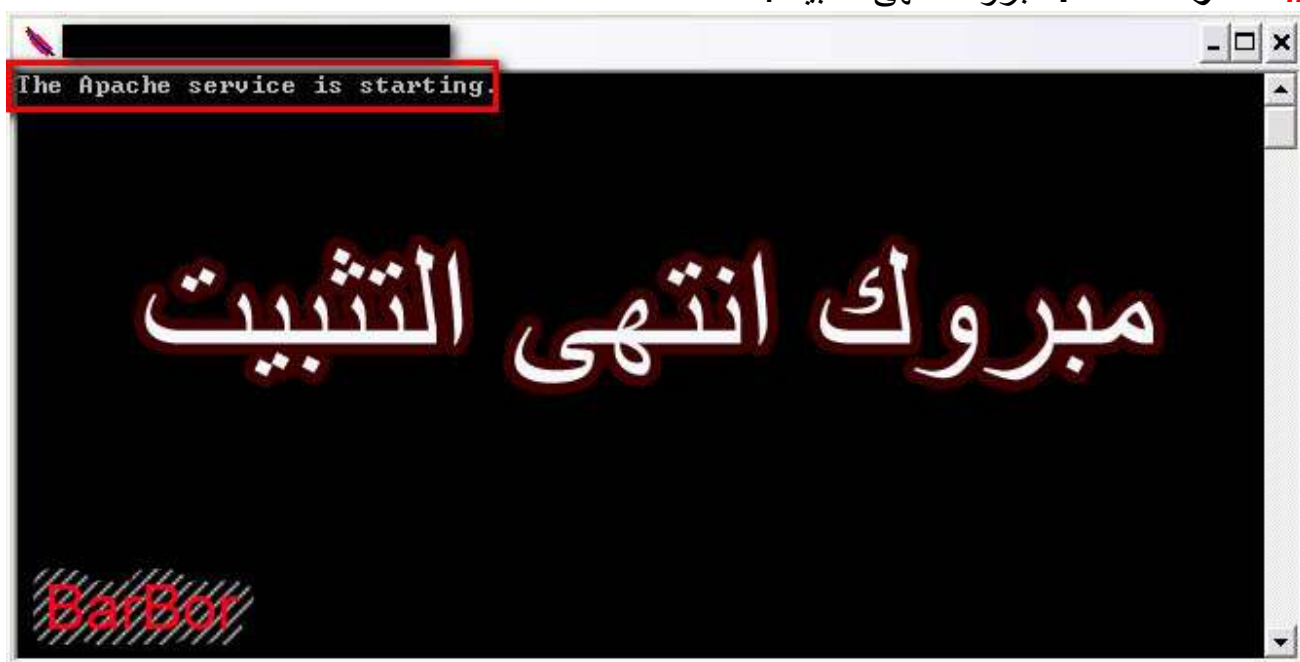 The Apache service is starting.
مبروك انتهى التثبيت
BarBor